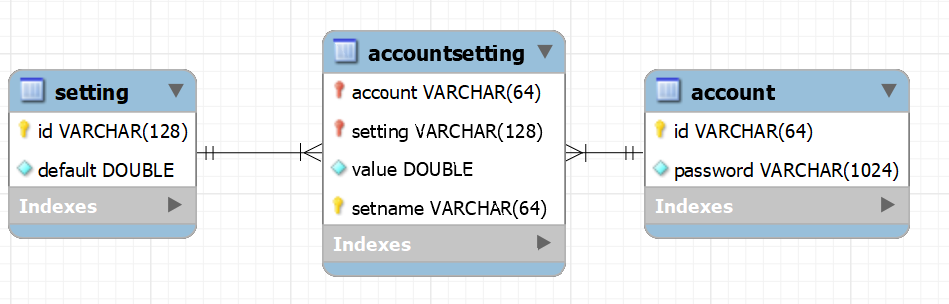 setting
id VARCHAR(128)
default DOUBLE
Indexes
accountsetting
account VARCHAR(64)
setting VARCHAR(128)
value DOUBLE
setname VARCHAR(64)
Indexes
account
id VARCHAR(64)
password VARCHAR(1024)
Indexes